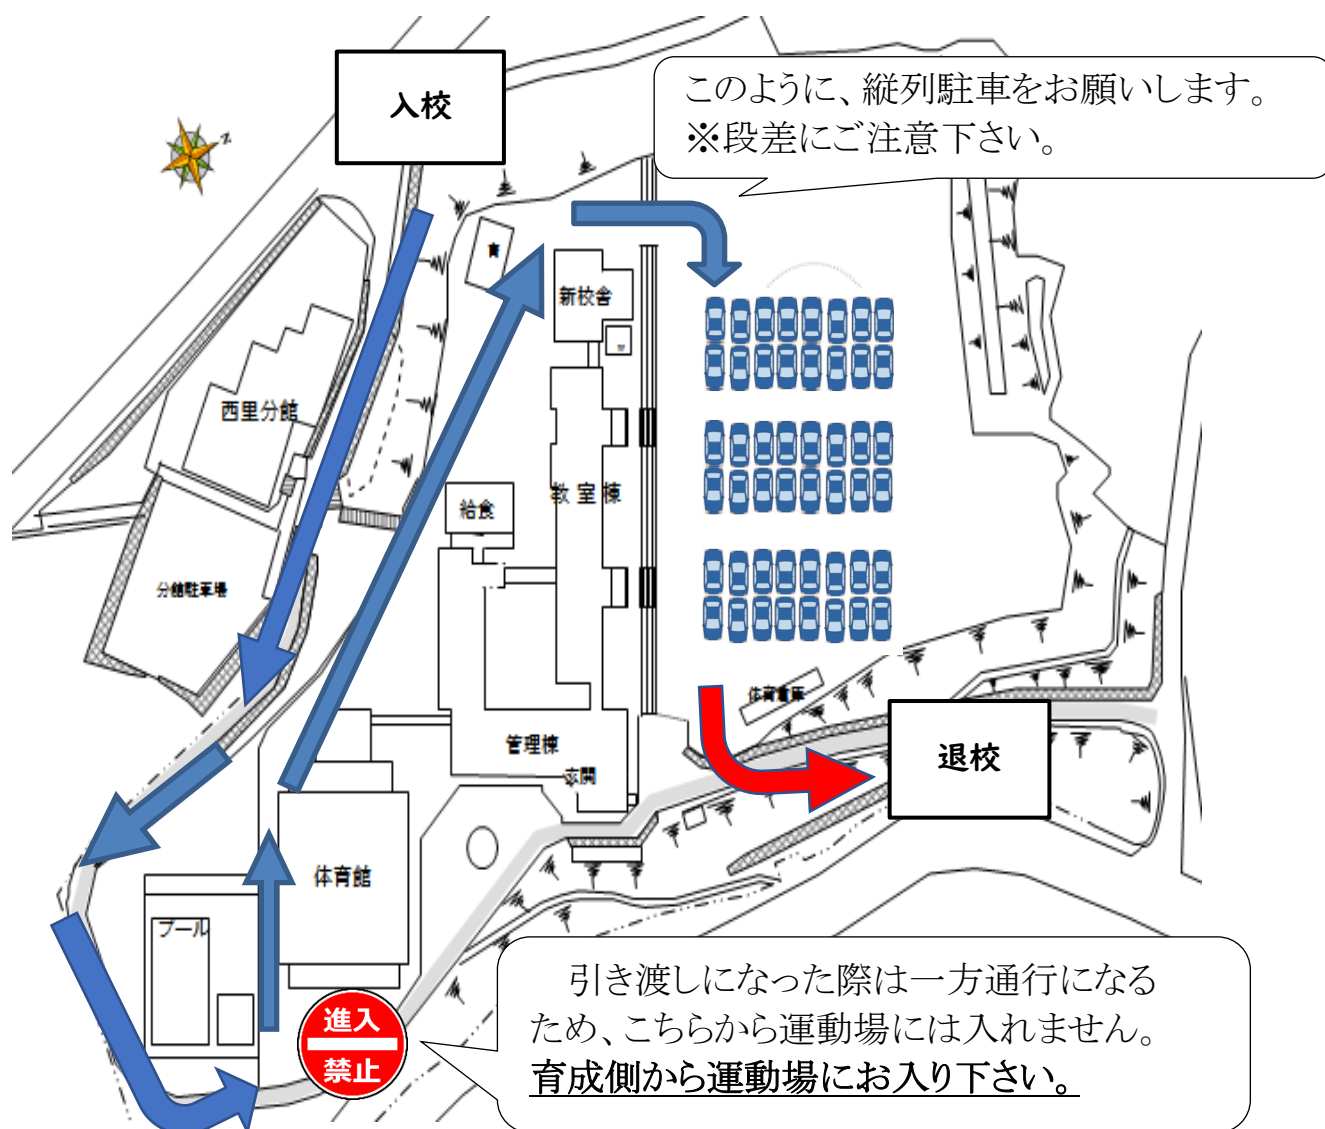 入校
このように、縦列駐車をお願いします。
※段差にご注意下さい。
N
育
新校舎
西里分館
給食
教室棟
分館駐車場
体育倉庫
管理棟
玄関
退校
体育館
プール
進入
禁止
引き渡しになった際は一方通行になる
ため、こちらから運動場には入れません。
育成側から運動場にお入り下さい。